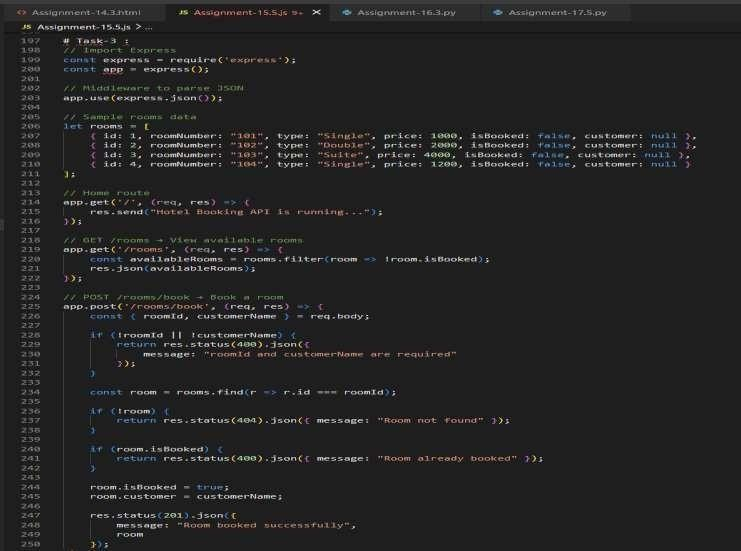 Assignment-14.3.html JS Assignment-15.5.js 9+ Assignment-16.3.py Assignment-17.5.py
JS Assignment-15.5.js > ...
197 # Task-3 :
198 // Import Express
199 const express = require('express');
200 const app = express();
201
202 // Middleware to parse JSON
203 app.use(express.json());
204
205 // Sample rooms data
206 let rooms = [
207 { id: 1, roomNumber: "101", type: "Single", price: 1000, isBooked: false, customer: null },
208 { id: 2, roomNumber: "102", type: "Double", price: 2000, isBooked: false, customer: null },
209 { id: 3, roomNumber: "103", type: "Suite", price: 4000, isBooked: false, customer: null },
210 { id: 4, roomNumber: "104", type: "Single", price: 1200, isBooked: false, customer: null }
211 ];
212
213 // Home route
214 app.get('/', (req, res) => {
215 res.send("Hotel Booking API is running...");
216 });
217
218 // GET /rooms → View available rooms
219 app.get('/rooms', (req, res) => {
220 const availableRooms = rooms.filter(room => !room.isBooked);
221 res.json(availableRooms);
222 });
223
224 // POST /rooms/book → Book a room
225 app.post('/rooms/book', (req, res) => {
226 const { roomId, customerName } = req.body;
227
228 if (!roomId || !customerName) {
229 return res.status(400).json({
230 message: "roomId and customerName are required"
231 });
232 }
233
234 const room = rooms.find(r => r.id === roomId);
235
236 if (!room) {
237 return res.status(404).json({ message: "Room not found" });
238 }
239
240 if (room.isBooked) {
241 return res.status(400).json({ message: "Room already booked" });
242 }
243
244 room.isBooked = true;
245 room.customer = customerName;
246
247 res.status(201).json({
248 message: "Room booked successfully",
249 room
250 });